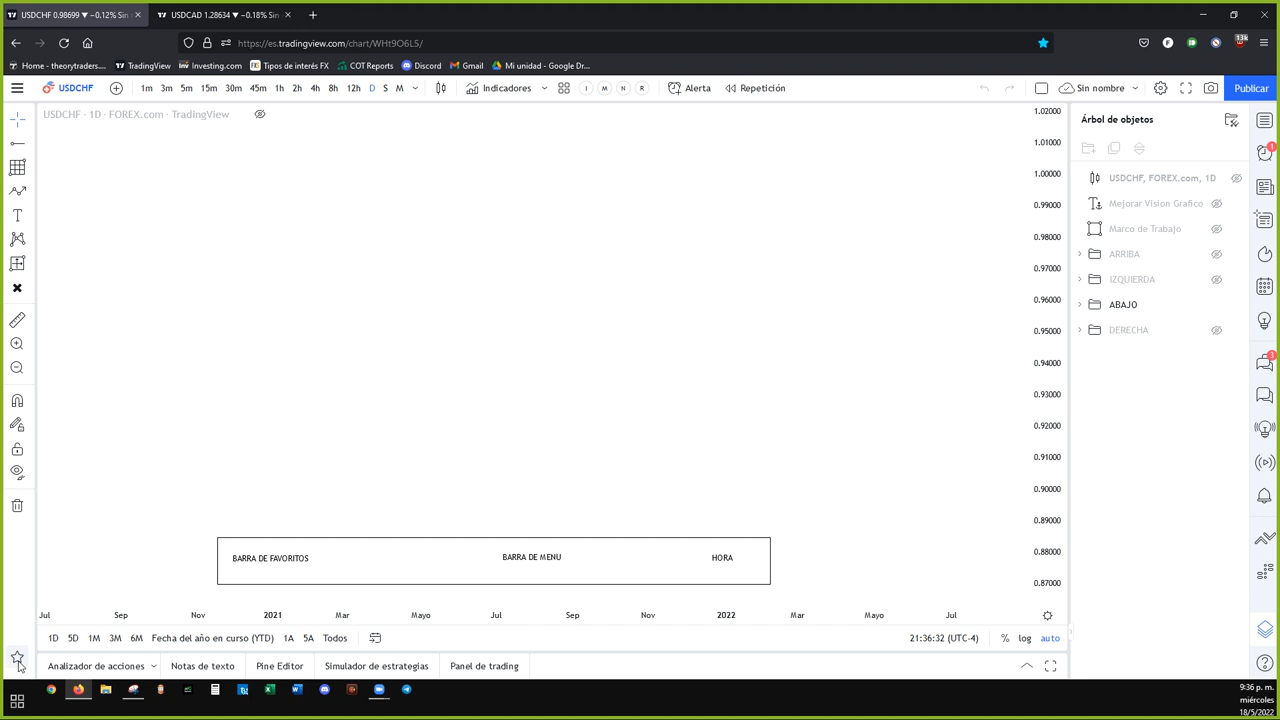 USDCHF 0.98699 ▼ −0.12% Sin
USDCAD 1.28634 ▼ −0.18% Sin
https://es.tradingview.com/chart/WHt9O6L5/
13k
Home - theorytraders....
TradingView
Investing.com
Tipos de interés FX
COT Reports
Discord
Gmail
Mi unidad - Google Dr...
USDCHF
1m 3m 5m 15m 30m 45m 1h 2h 4h 8h 12h D S M
Indicadores
I M N R
Alerta
Repetición
Sin nombre
Publicar
USDCHF · 1D · FOREX.com · TradingView
1.02000
1.01000
1.00000
0.99000
0.98000
0.97000
0.96000
0.95000
0.94000
0.93000
0.92000
0.91000
0.90000
0.89000
0.88000
0.87000
Árbol de objetos
USDCHF, FOREX.com, 1D
Mejorar Vision Grafico
Marco de Trabajo
ARRIBA
IZQUIERDA
ABAJO
DERECHA
1
3
BARRA DE FAVORITOS
BARRA DE MENU
HORA
Jul Sep Nov 2021 Mar Mayo Jul Sep Nov 2022 Mar Mayo Jul
1D 5D 1M 3M 6M Fecha del año en curso (YTD) 1A 5A Todos
21:36:32 (UTC-4)
% log auto
Analizador de acciones
Notas de texto
Pine Editor
Simulador de estrategias
Panel de trading
9:36 p. m.
miércoles
18/5/2022